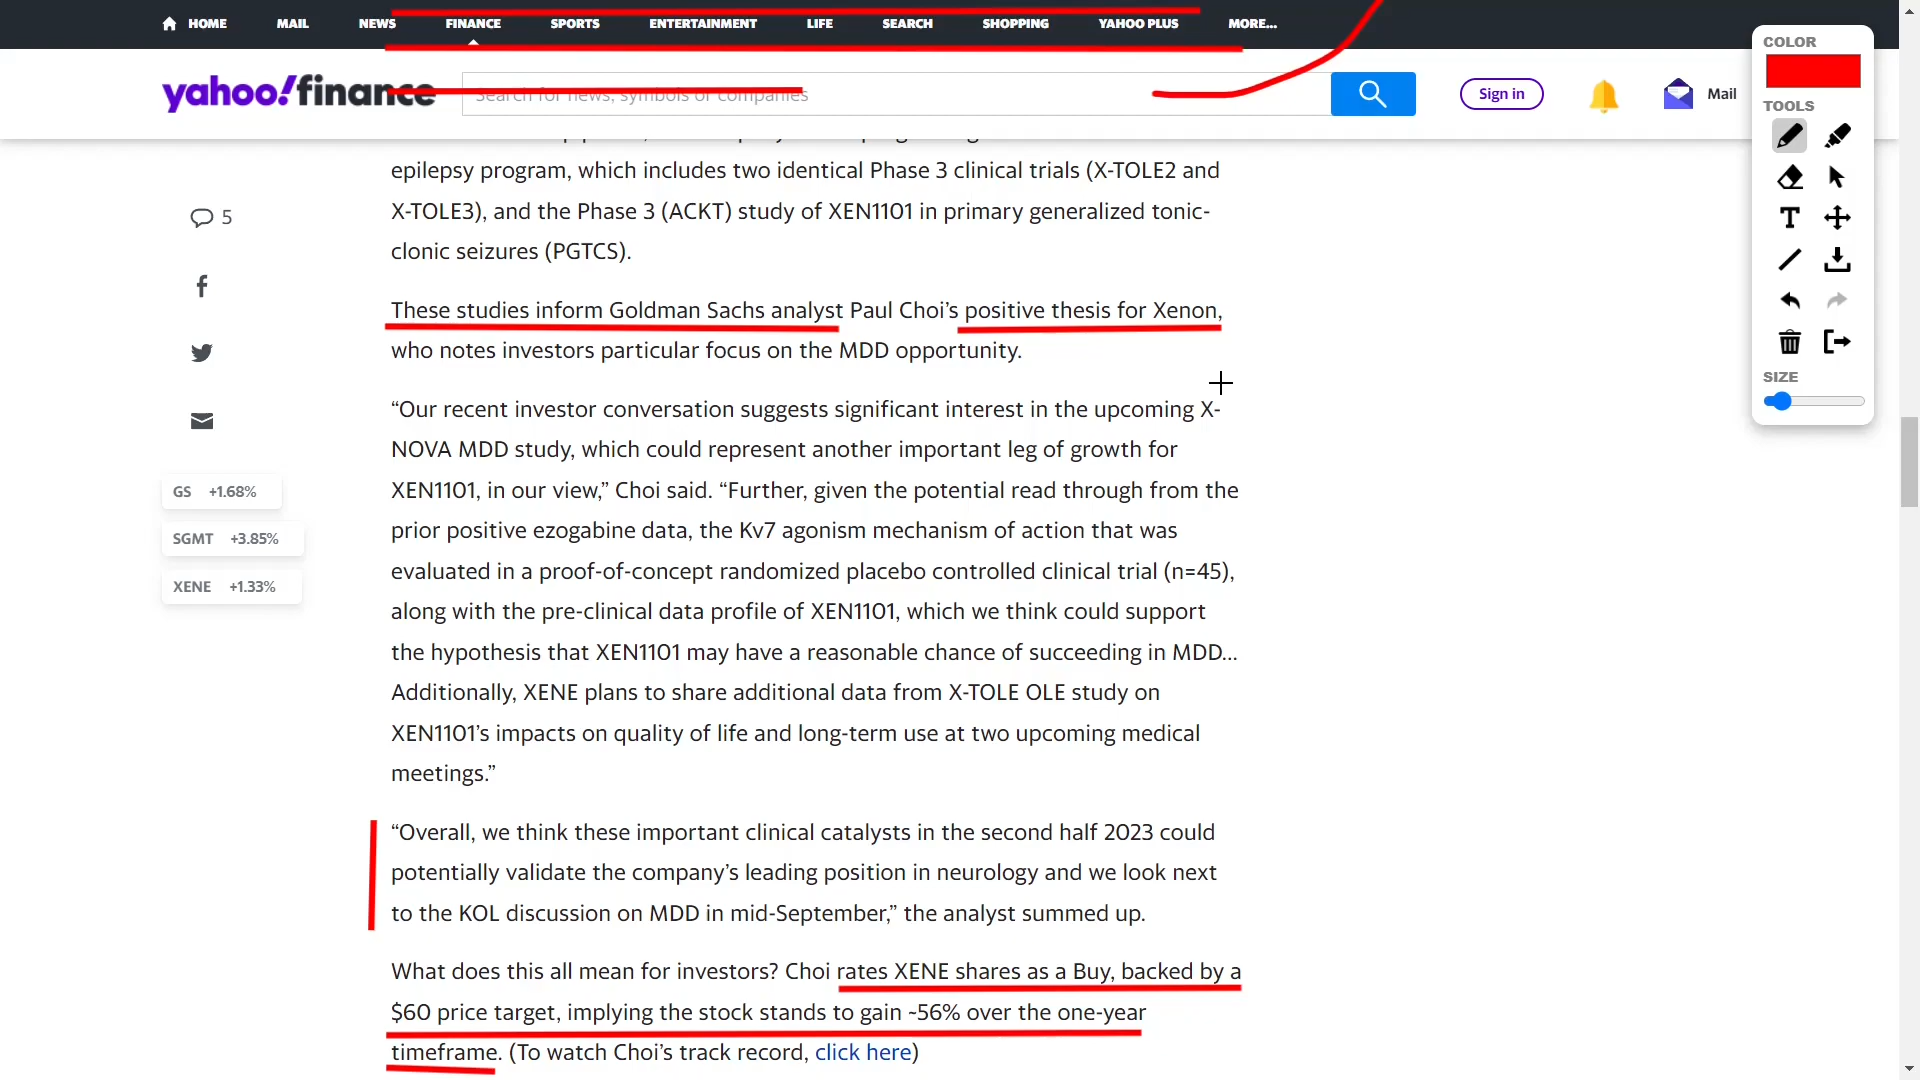 HOME MAIL NEWS FINANCE SPORTS ENTERTAINMENT LIFE SEARCH SHOPPING YAHOO PLUS MORE...
yahoo!finance Search for news, symbols or companies Sign in Mail
COLOR
TOOLS
SIZE
5
GS +1.68%
SGMT +3.85%
XENE +1.33%
epilepsy program, which includes two identical Phase 3 clinical trials (X-TOLE2 and
X-TOLE3), and the Phase 3 (ACKT) study of XEN1101 in primary generalized tonic-
clonic seizures (PGTCS).
These studies inform Goldman Sachs analyst Paul Choi’s positive thesis for Xenon,
who notes investors particular focus on the MDD opportunity.
“Our recent investor conversation suggests significant interest in the upcoming X-
NOVA MDD study, which could represent another important leg of growth for
XEN1101, in our view,” Choi said. “Further, given the potential read through from the
prior positive ezogabine data, the Kv7 agonism mechanism of action that was
evaluated in a proof-of-concept randomized placebo controlled clinical trial (n=45),
along with the pre-clinical data profile of XEN1101, which we think could support
the hypothesis that XEN1101 may have a reasonable chance of succeeding in MDD…
Additionally, XENE plans to share additional data from X-TOLE OLE study on
XEN1101’s impacts on quality of life and long-term use at two upcoming medical
meetings.”
“Overall, we think these important clinical catalysts in the second half 2023 could
potentially validate the company’s leading position in neurology and we look next
to the KOL discussion on MDD in mid-September,” the analyst summed up.
What does this all mean for investors? Choi rates XENE shares as a Buy, backed by a
$60 price target, implying the stock stands to gain ~56% over the one-year
timeframe. (To watch Choi’s track record, click here)